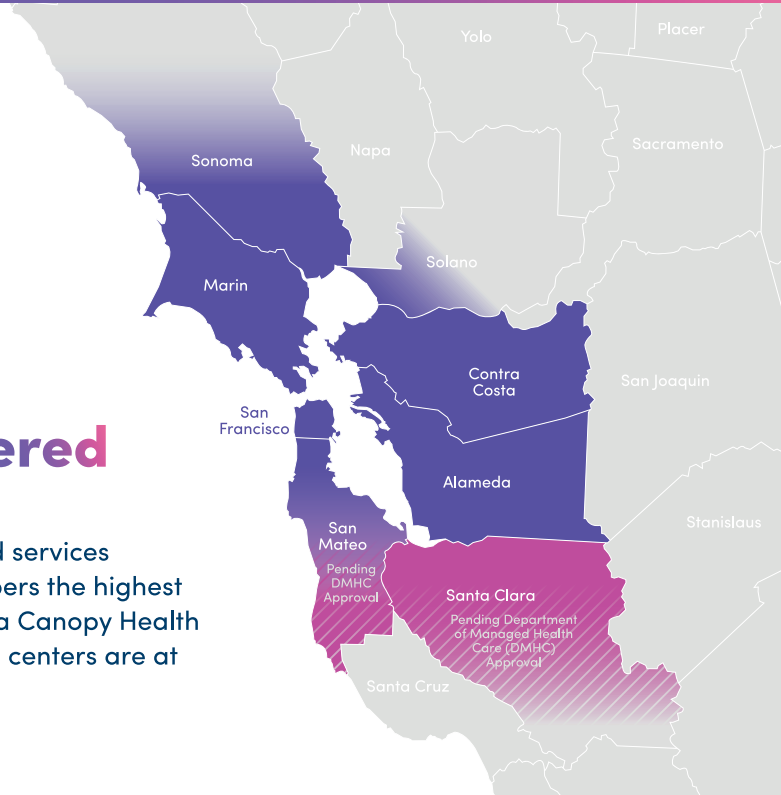 Placer
Yolo
Sacramento
Napa
Sonoma
Solano
Marin
Contra
Costa
San Joaquin
San
Francisco
ered
Alameda
Stanislaus
San
Mateo
Pending
DMHC
Approval
d services
bers the highest
a Canopy Health
centers are at
Santa Clara
Pending Department
of Managed Health
Care (DMHC)
Approval
Santa Cruz